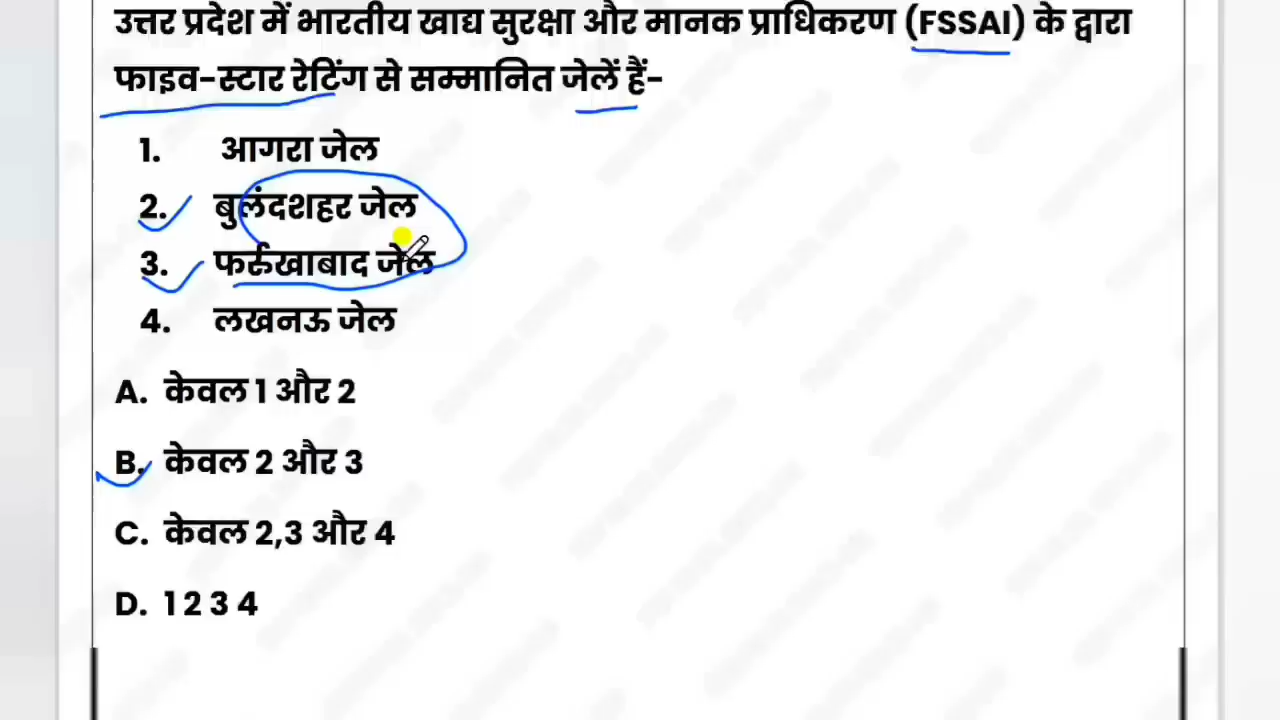 उत्तर प्रदेश में भारतीय खाद्य सुरक्षा और मानक प्राधिकरण (FSSAI) के द्वारा
फाइव-स्टार रेटिंग से सम्मानित जेलें हैं-
1. आगरा जेल
2. बुलंदशहर जेल
3. फर्रुखाबाद जेल
4. लखनऊ जेल
A. केवल 1 और 2
B. केवल 2 और 3
C. केवल 2,3 और 4
D. 1 2 3 4